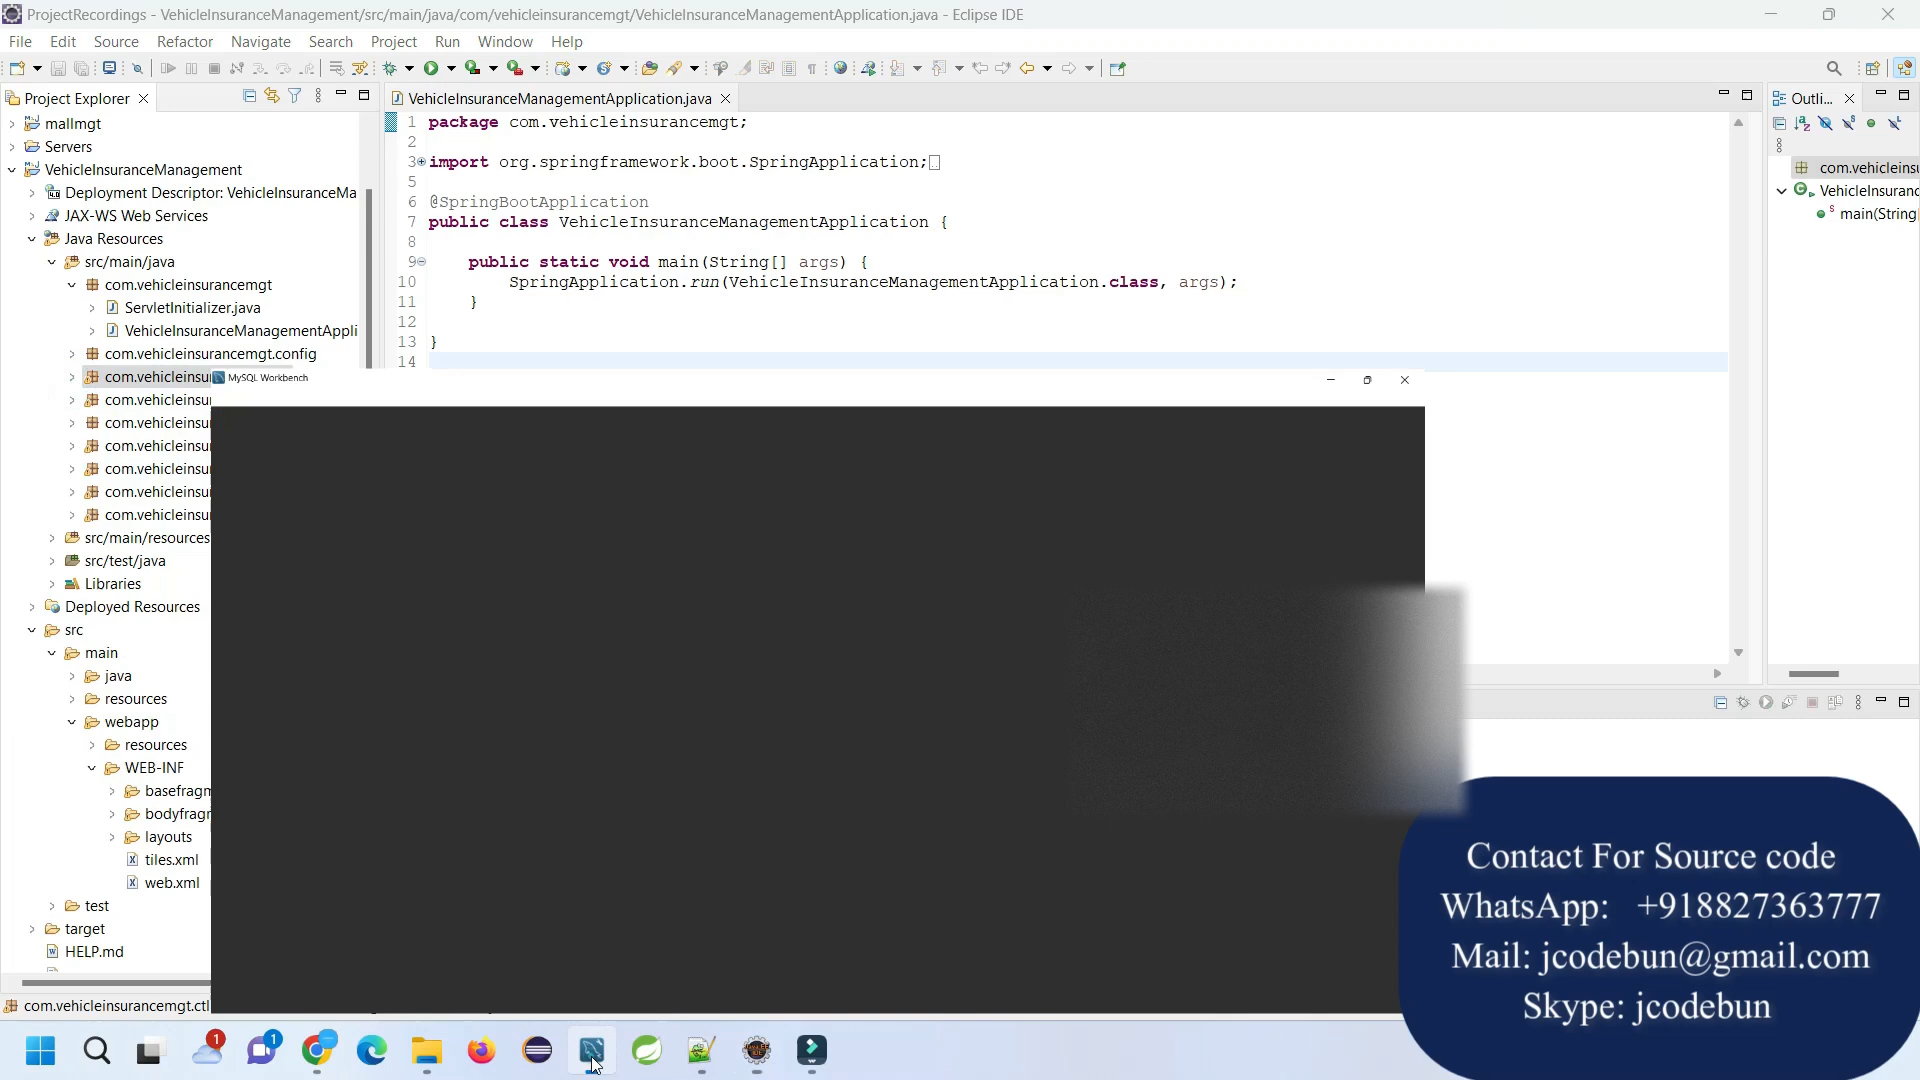 ProjectRecordings - VehicleInsuranceManagement/src/main/java/com/vehicleinsurancemgt/VehicleInsuranceManagementApplication.java - Eclipse IDE
File Edit Source Refactor Navigate Search Project Run Window Help
Project Explorer
mallmgt
Servers
VehicleInsuranceManagement
Deployment Descriptor: VehicleInsuranceMa
JAX-WS Web Services
Java Resources
src/main/java
com.vehicleinsurancemgt
ServletInitializer.java
VehicleInsuranceManagementAppli
com.vehicleinsurancemgt.config
com.vehicleinsu
com.vehicleinsu
com.vehicleinsu
com.vehicleinsu
com.vehicleinsu
com.vehicleinsu
com.vehicleinsu
src/main/resources
src/test/java
Libraries
Deployed Resources
src
main
java
resources
webapp
resources
WEB-INF
basefragm
bodyfragr
layouts
tiles.xml
web.xml
test
target
HELP.md
com.vehicleinsurancemgt.ctl
VehicleInsuranceManagementApplication.java
1 package com.vehicleinsurancemgt;
2
3 import org.springframework.boot.SpringApplication;
5
6 @SpringBootApplication
7 public class VehicleInsuranceManagementApplication {
8
9 public static void main(String[] args) {
10 SpringApplication.run(VehicleInsuranceManagementApplication.class, args);
11 }
12
13 }
14
Outli...
com.vehicleinsu
VehicleInsuranc
main(String
MySQL Workbench
Contact For Source code
WhatsApp: +918827363777
Mail: jcodebun@gmail.com
Skype: jcodebun
1
1